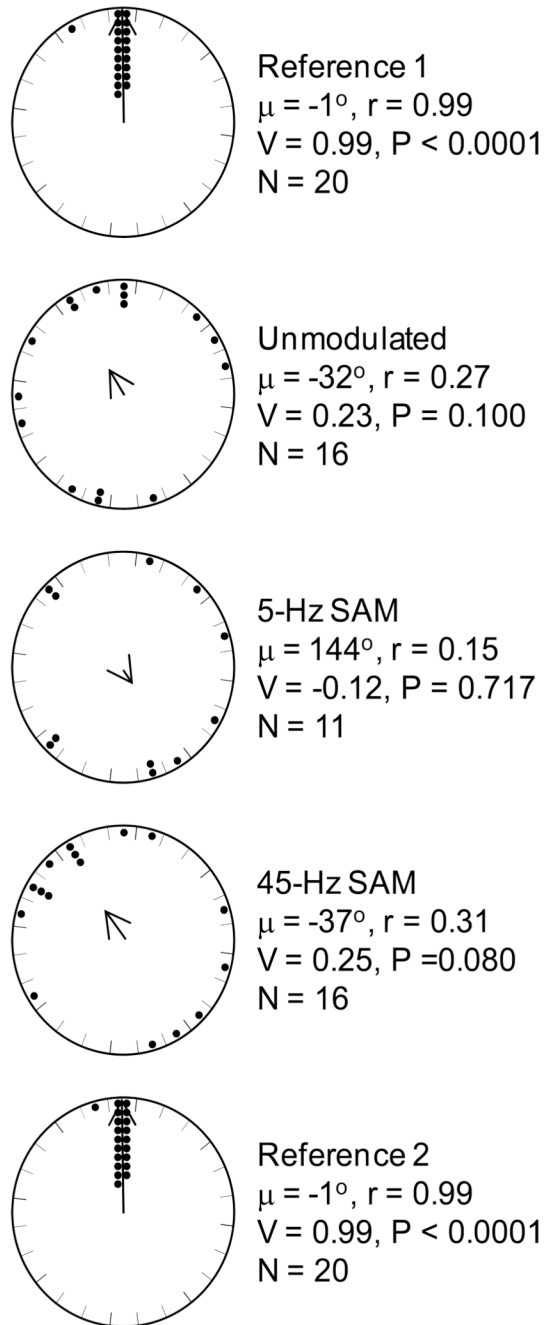 Reference 1
μ = -1º, r = 0.99
V = 0.99, P < 0.0001
N = 20
Unmodulated
μ = -32º, r = 0.27
V = 0.23, P = 0.100
N = 16
5-Hz SAM
μ = 144º, r = 0.15
V = -0.12, P = 0.717
N = 11
45-Hz SAM
μ = -37º, r = 0.31
V = 0.25, P =0.080
N = 16
Reference 2
μ = -1º, r = 0.99
V = 0.99, P < 0.0001
N = 20